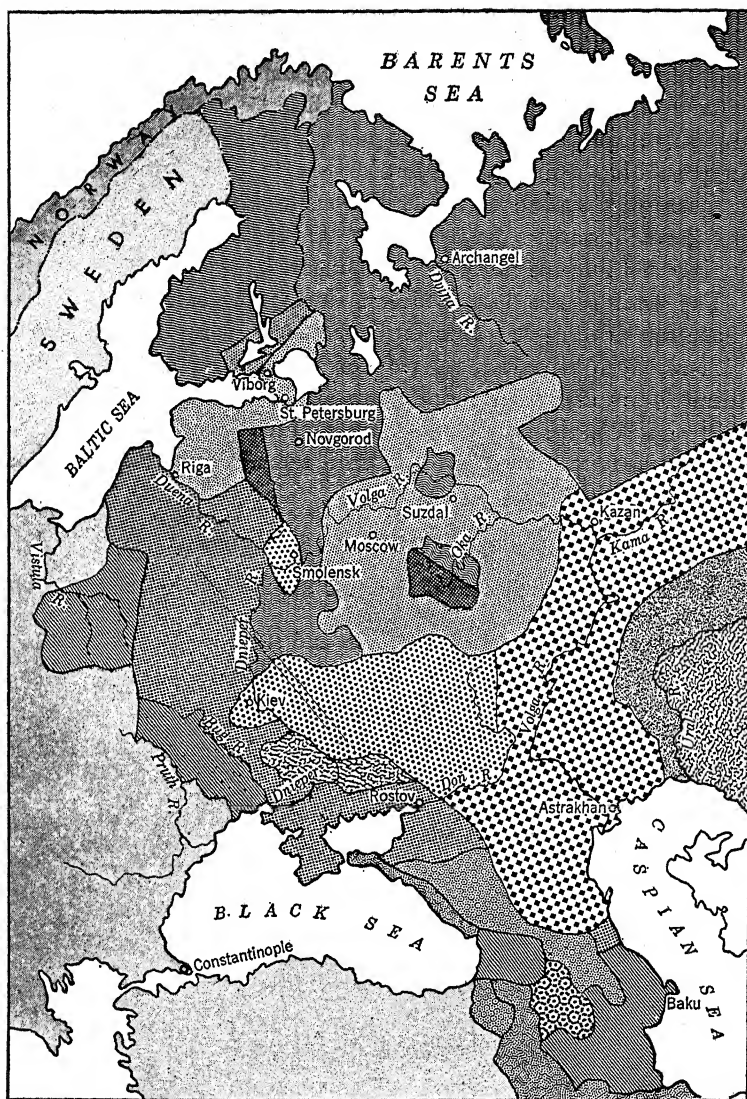 BARENTS
SEA
NORWAY
SWEDEN
Archangel
Dvina R.
BALTIC SEA
Viborg
St. Petersburg
Novgorod
Riga
Duena R.
Volga R.
Suzdal
Kazan
Oka R.
Moscow
Kama R.
Vistula
R.
Smolensk
Dnieper R.
Kiev
Volga R.
Bug R.
Ural R.
Pruth R.
Dnieper
Don R.
Rostov
Astrakhan
CASPIAN SEA
BLACK SEA
Constantinople
Baku